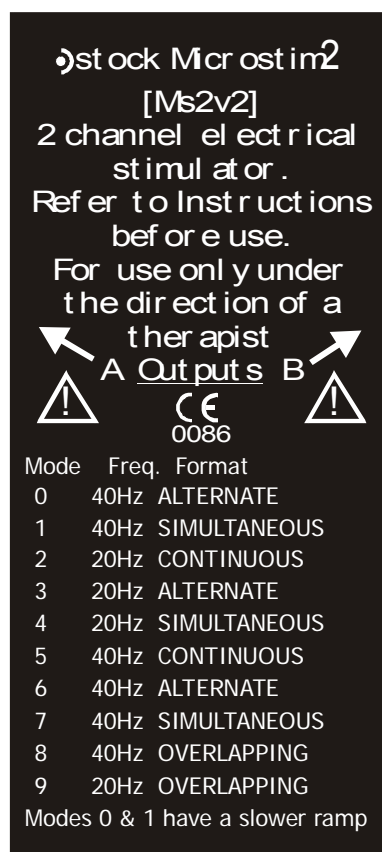 odstock Microstim2
[Ms2v2]
2 channel electrical
stimulator.
Refer to Instructions
before use.
For use only under
the direction of a
therapist
A Outputs B
! CE !
0086
Mode Freq. Format
0 40Hz ALTERNATE
1 40Hz SIMULTANEOUS
2 20Hz CONTINUOUS
3 20Hz ALTERNATE
4 20Hz SIMULTANEOUS
5 40Hz CONTINUOUS
6 40Hz ALTERNATE
7 40Hz SIMULTANEOUS
8 40Hz OVERLAPPING
9 20Hz OVERLAPPING
Modes 0 & 1 have a slower ramp